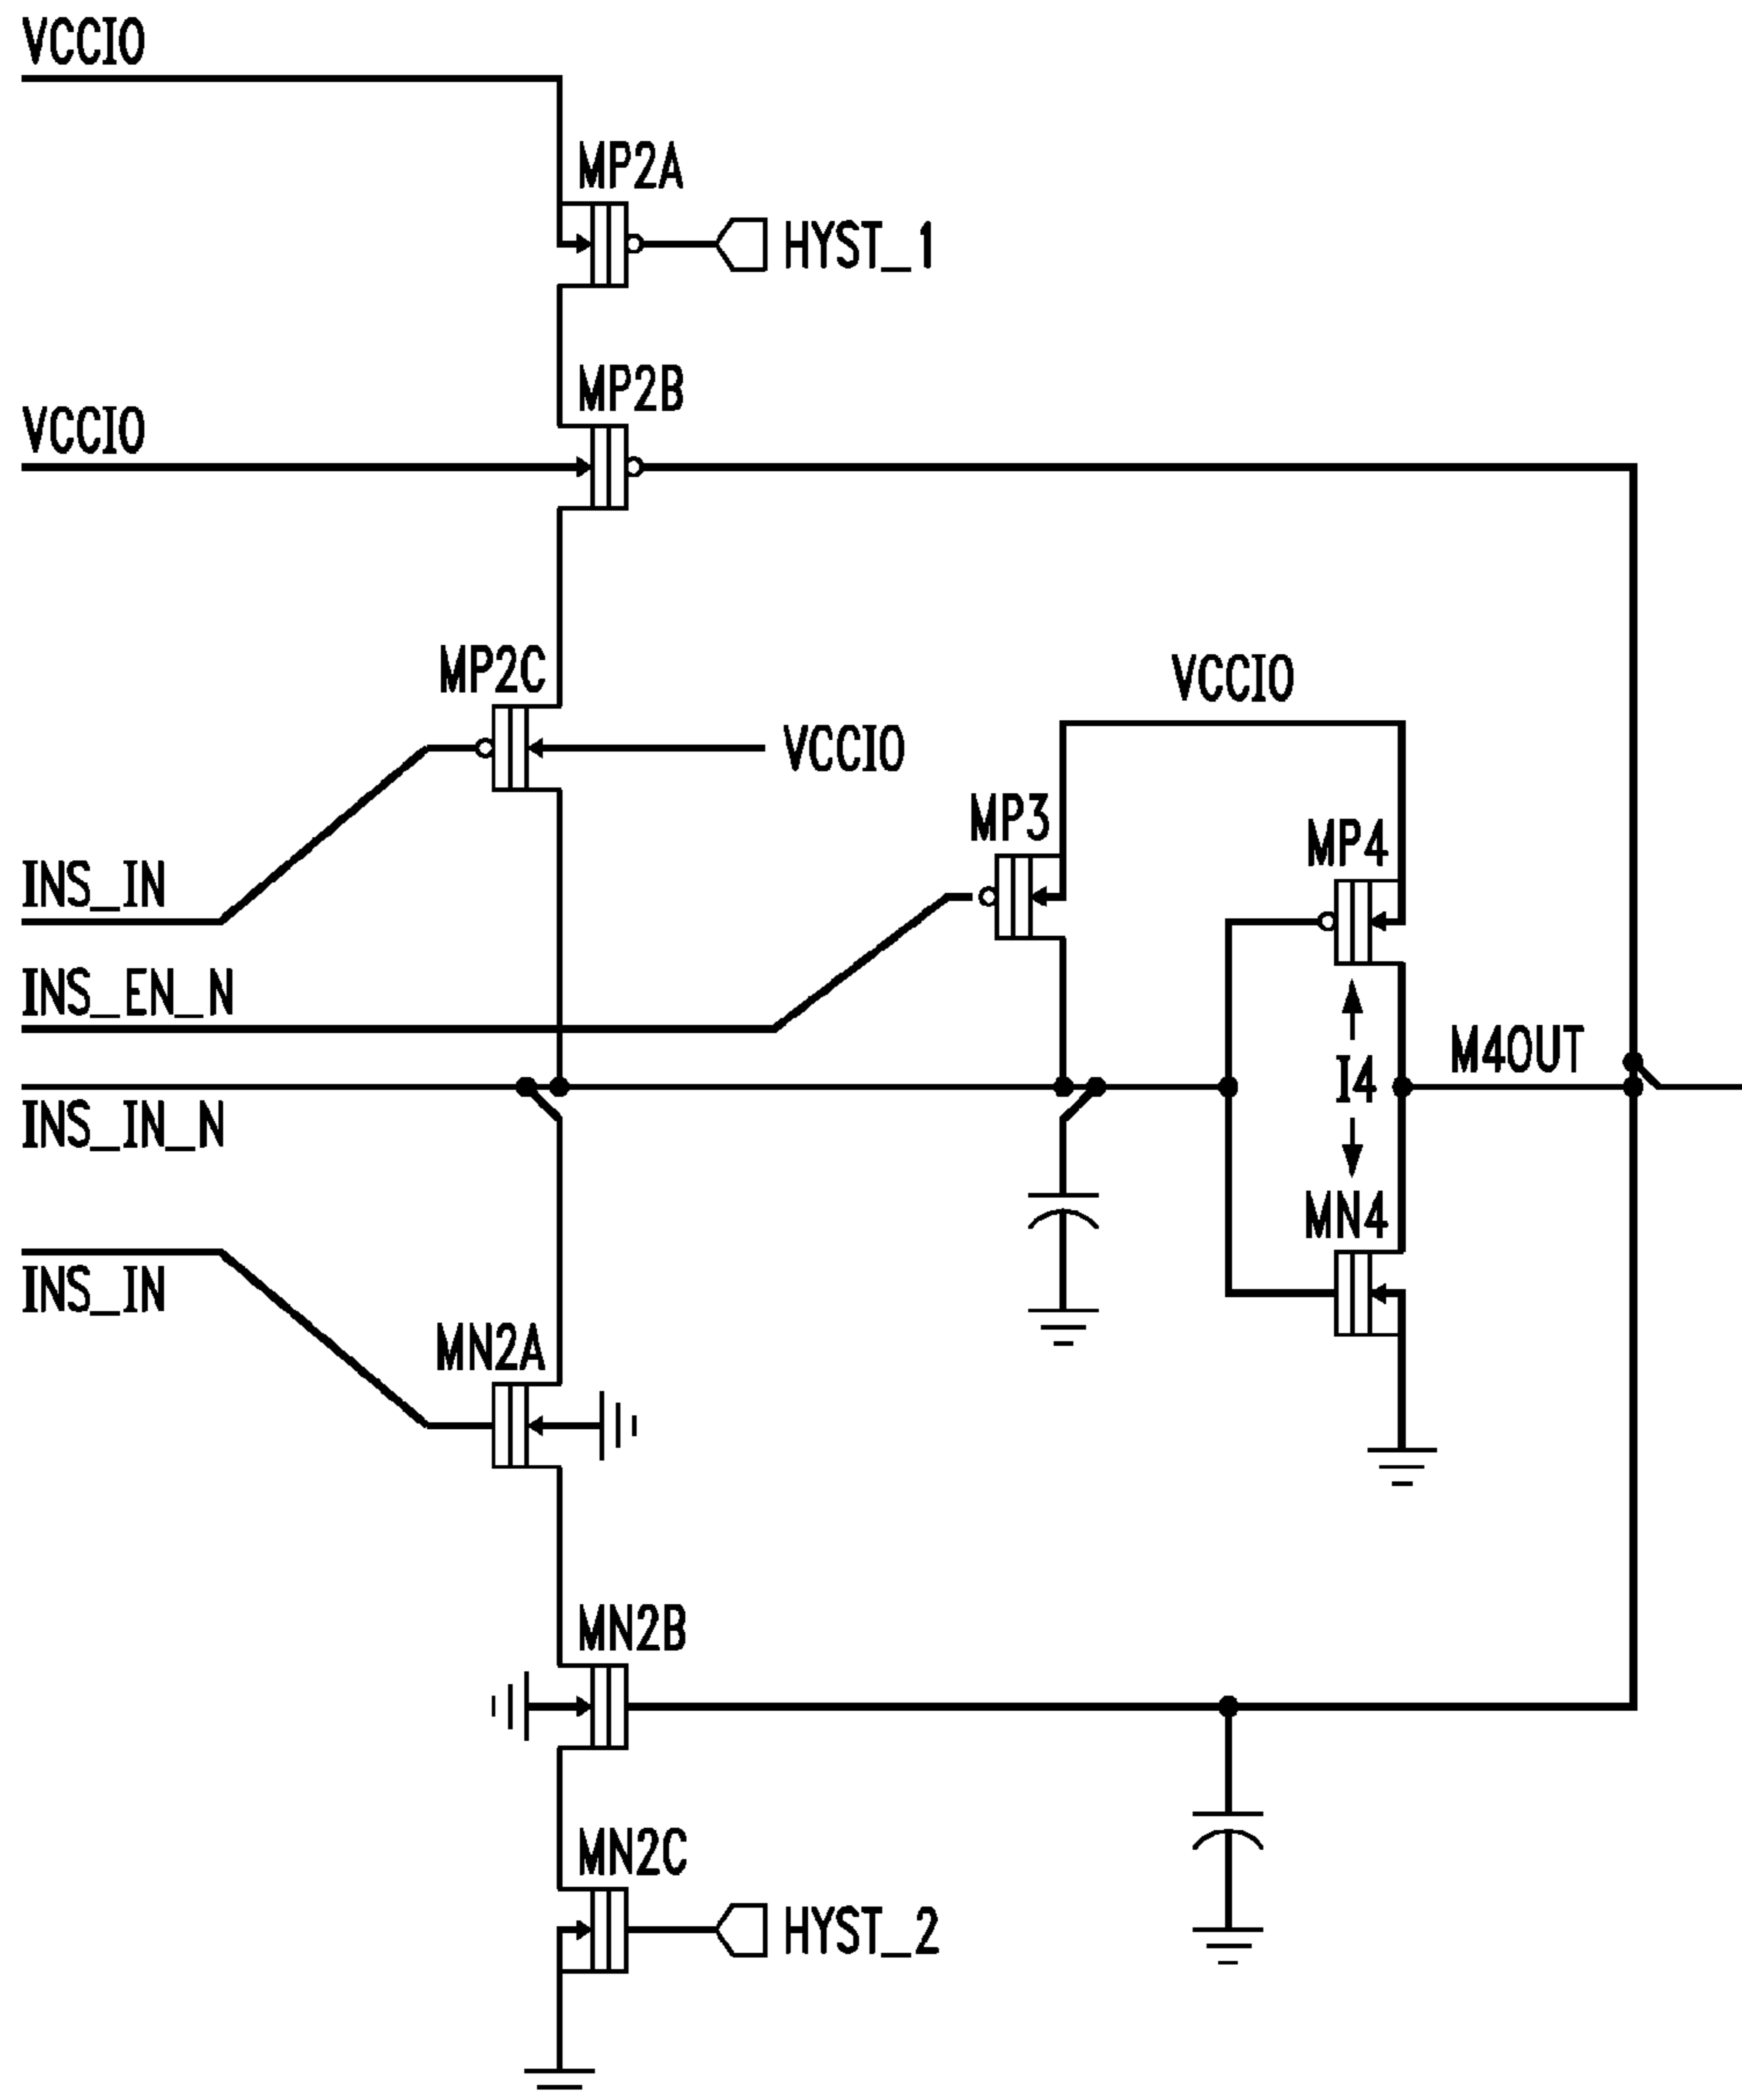 VCCIO
MP2A
HYST_1
MP2B
VCCIO
MP2C
VCCIO
VCCIO
MP3
MP4
INS_IN
INS_EN_N
M4OUT
I4
INS_IN_N
MN4
INS_IN
MN2A
MN2B
MN2C
HYST_2